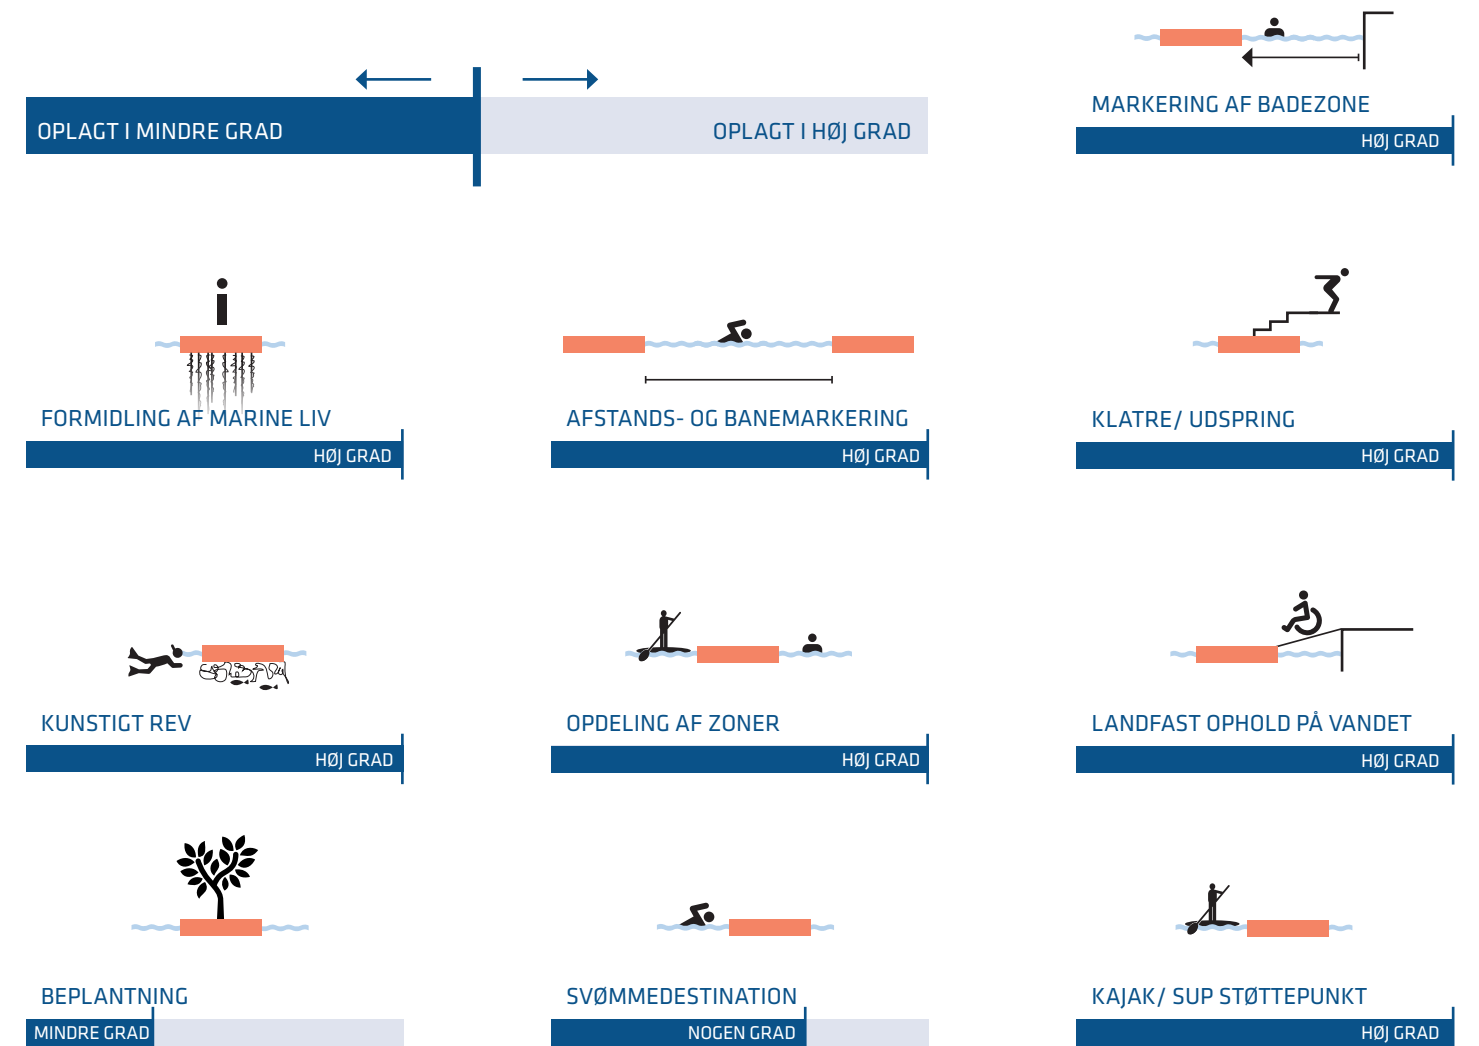 OPLAGT I MINDRE GRAD
OPLAGT I HØJ GRAD
MARKERING AF BADEZONE
HØJ GRAD
FORMIDLING AF MARINE LIV
HØJ GRAD
AFSTANDS- OG BANEMARKERING
HØJ GRAD
KLATRE/ UDSPRING
HØJ GRAD
KUNSTIGT REV
HØJ GRAD
OPDELING AF ZONER
HØJ GRAD
LANDFAST OPHOLD PÅ VANDET
HØJ GRAD
BEPLANTNING
MINDRE GRAD
SVØMMEDESTINATION
NOGEN GRAD
KAJAK/ SUP STØTTEPUNKT
HØJ GRAD